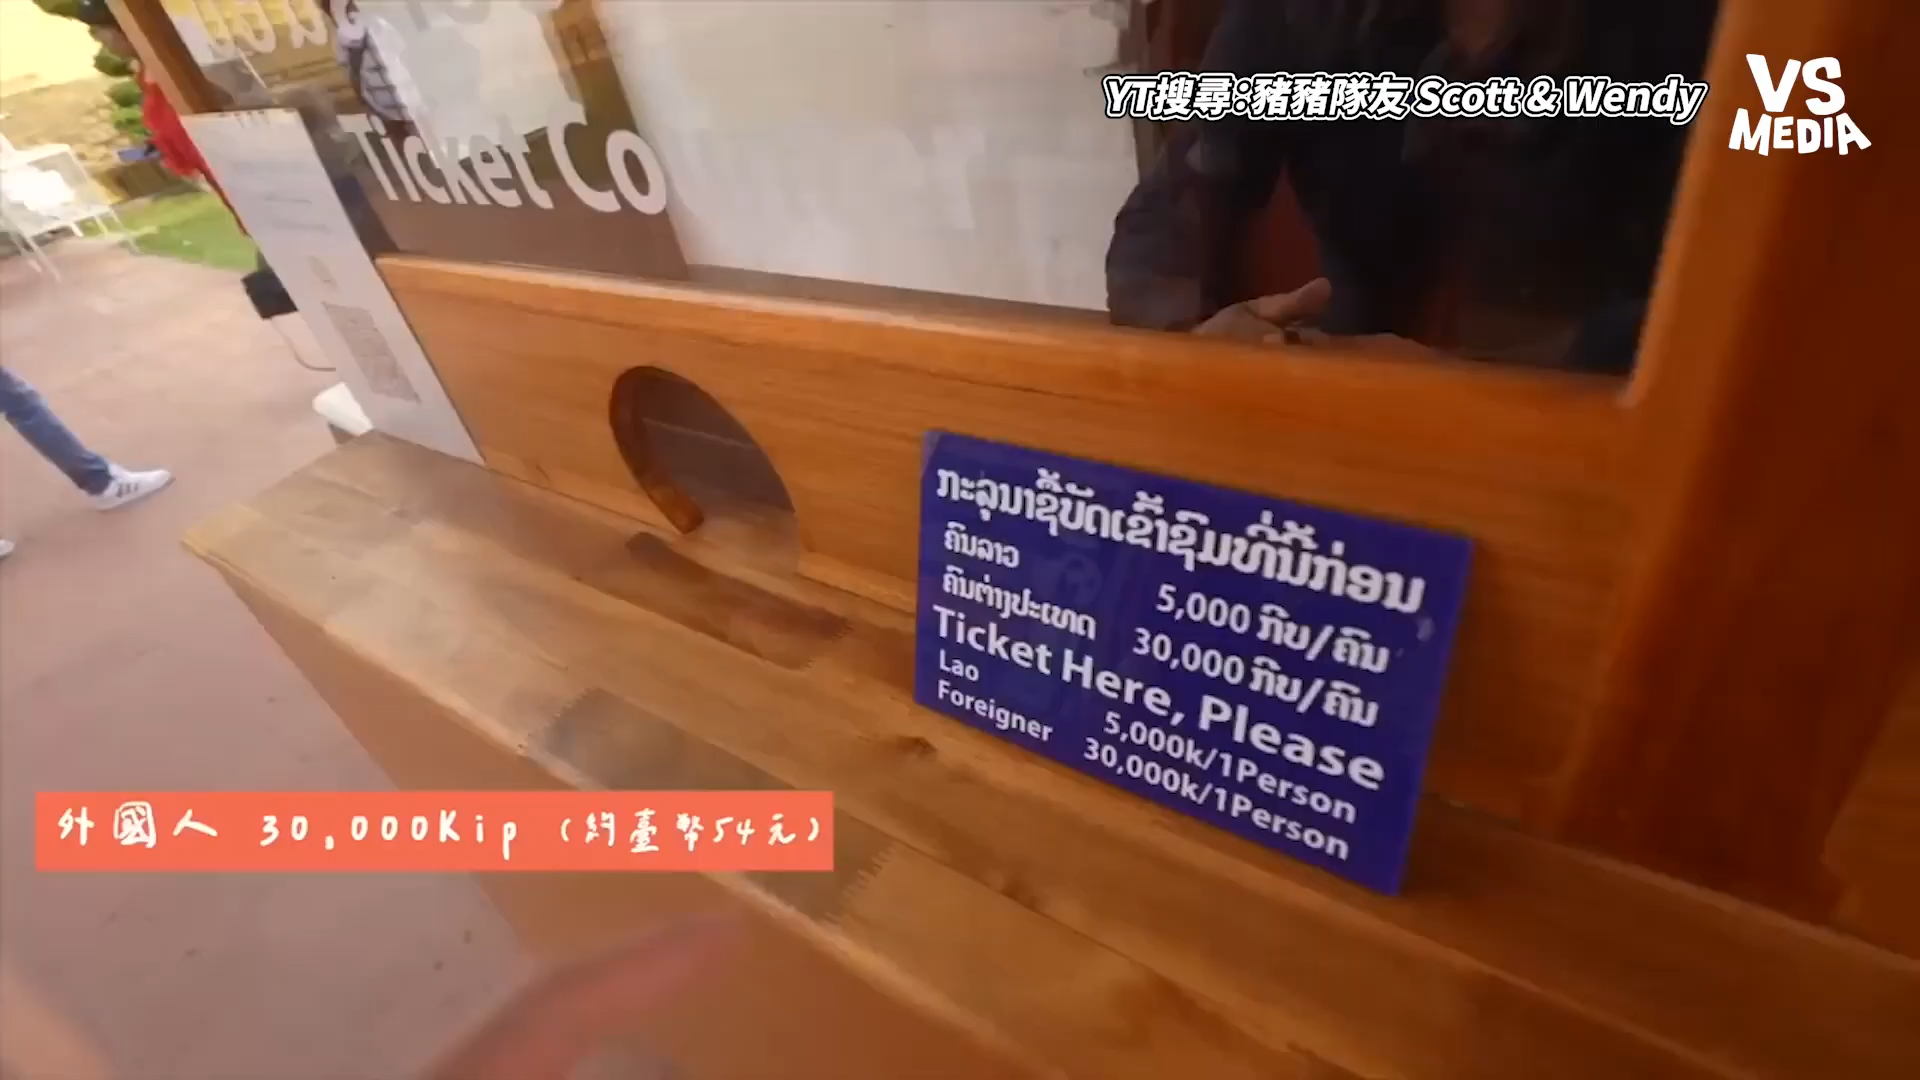 YT搜尋:豬豬隊友 Scott & Wendy
VS
MEDIA
Ticket Counter
ກະລຸນາຊື້ບັດເຂົ້າຊົມທີ່ນີ້ກ່ອນ
ຄົນລາວ 5,000 ກີບ/ຄົນ
ຄົນຕ່າງປະເທດ 30,000 ກີບ/ຄົນ
Ticket Here, Please
Lao 5,000k/1Person
Foreigner 30,000k/1Person
外國人 30,000Kip (約臺幣54元)